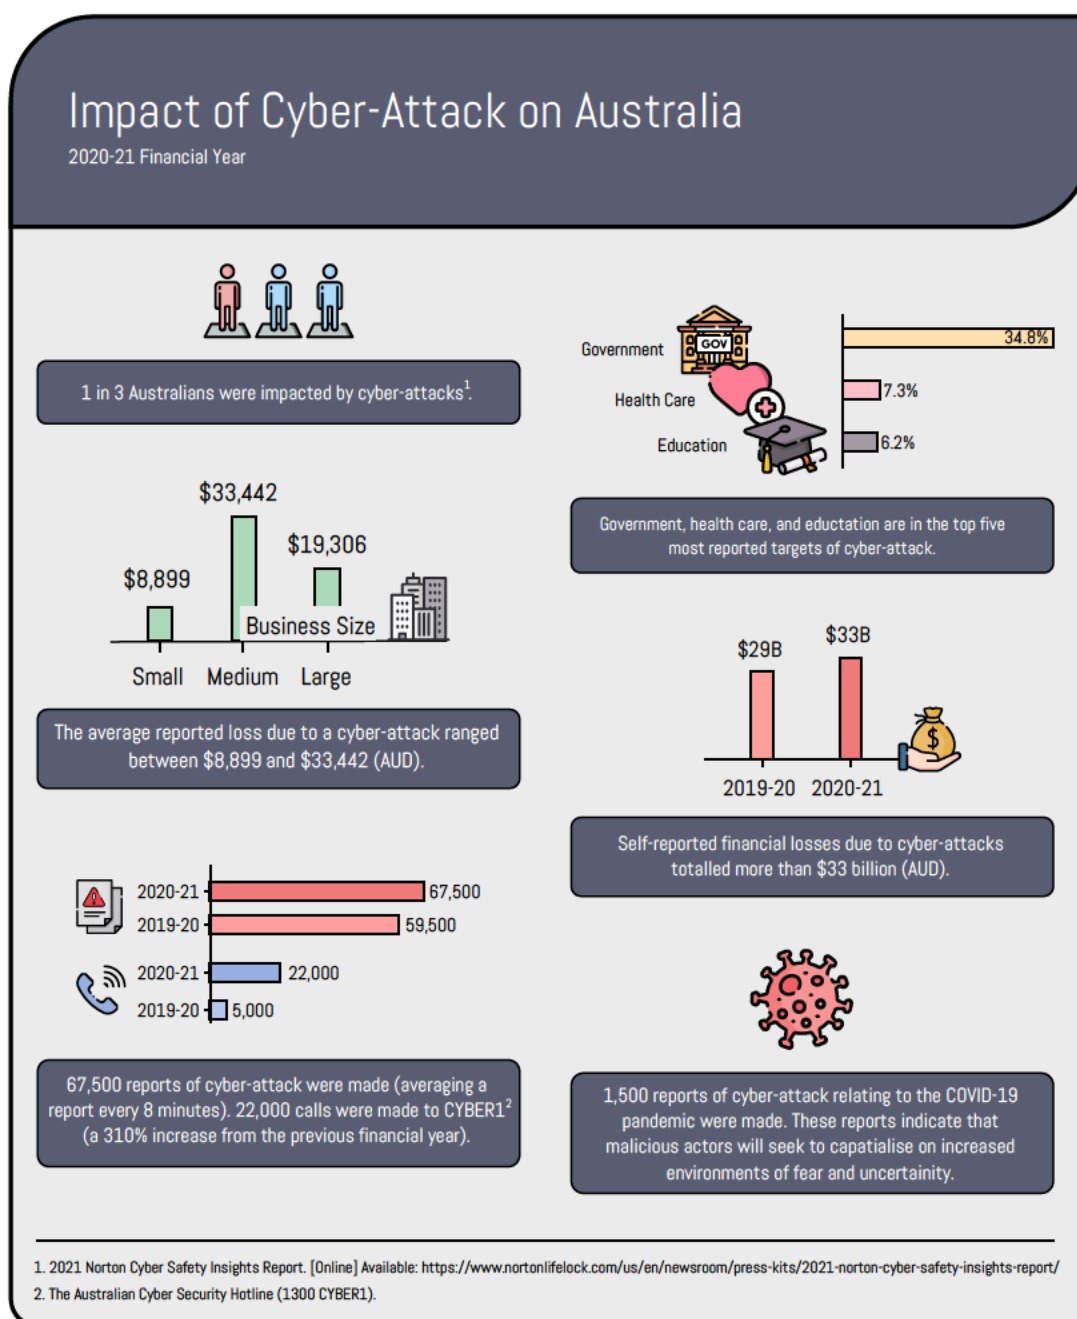 Impact of Cyber-Attack on Australia
2020-21 Financial Year
1 in 3 Australians were impacted by cyber-attacks¹.
$33,442
$19,306
$8,899
Business Size
Small Medium Large
The average reported loss due to a cyber-attack ranged
between $8,899 and $33,442 (AUD).
2020-21 67,500
2019-20 59,500
2020-21 22,000
2019-20 5,000
67,500 reports of cyber-attack were made (averaging a
report every 8 minutes). 22,000 calls were made to CYBER1²
(a 310% increase from the previous financial year).
Government GOV 34.8%
Health Care 7.3%
Education 6.2%
Government, health care, and eductation are in the top five
most reported targets of cyber-attack.
$29B $33B
$
2019-20 2020-21
Self-reported financial losses due to cyber-attacks
totalled more than $33 billion (AUD).
1,500 reports of cyber-attack relating to the COVID-19
pandemic were made. These reports indicate that
malicious actors will seek to capatialise on increased
environments of fear and uncertainity.
1. 2021 Norton Cyber Safety Insights Report. [Online] Available: https://www.nortonlifelock.com/us/en/newsroom/press-kits/2021-norton-cyber-safety-insights-report/
2. The Australian Cyber Security Hotline (1300 CYBER1).